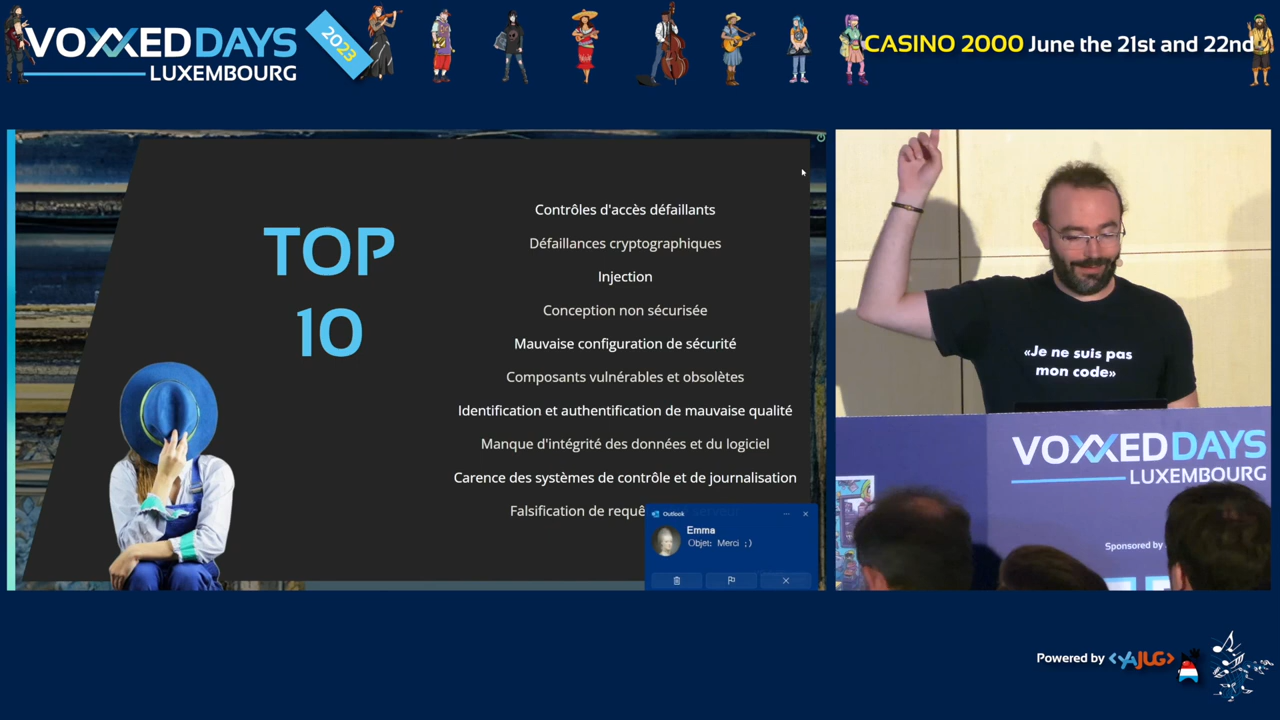 VOXXED DAYS
LUXEMBOURG
2023
CASINO 2000 June the 21st and 22nd
TOP
10
Contrôles d'accès défaillants
Défaillances cryptographiques
Injection
Conception non sécurisée
Mauvaise configuration de sécurité
Composants vulnérables et obsolètes
Identification et authentification de mauvaise qualité
Manque d'intégrité des données et du logiciel
Carence des systèmes de contrôle et de journalisation
Falsification de requê serveur
Outlook
Emma
Objet: Merci ;)
«Je ne suis pas
mon code»
VOXXED DAYS
LUXEMBOURG
Sponsored by
Powered by <YAJUG>